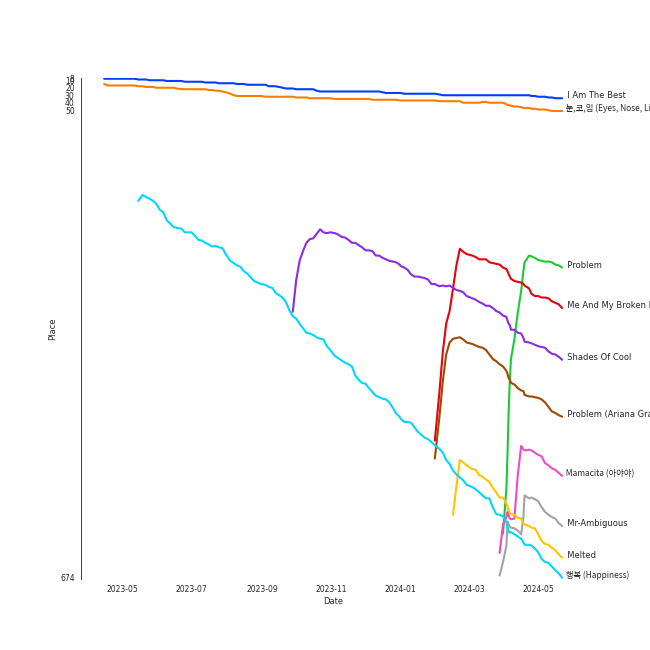 10
20
30
40
50
I Am The Best
눈,코,입 (Eyes, Nose, Li
Problem
Me And My Broken
Shades Of Cool
Problem (Ariana Gra
Mamacita (아야야)
Mr-Ambiguous
Melted
행복 (Happiness)
Place
674
2023-05
2023-07
2023-09
2023-11
2024-01
2024-03
2024-05
Date